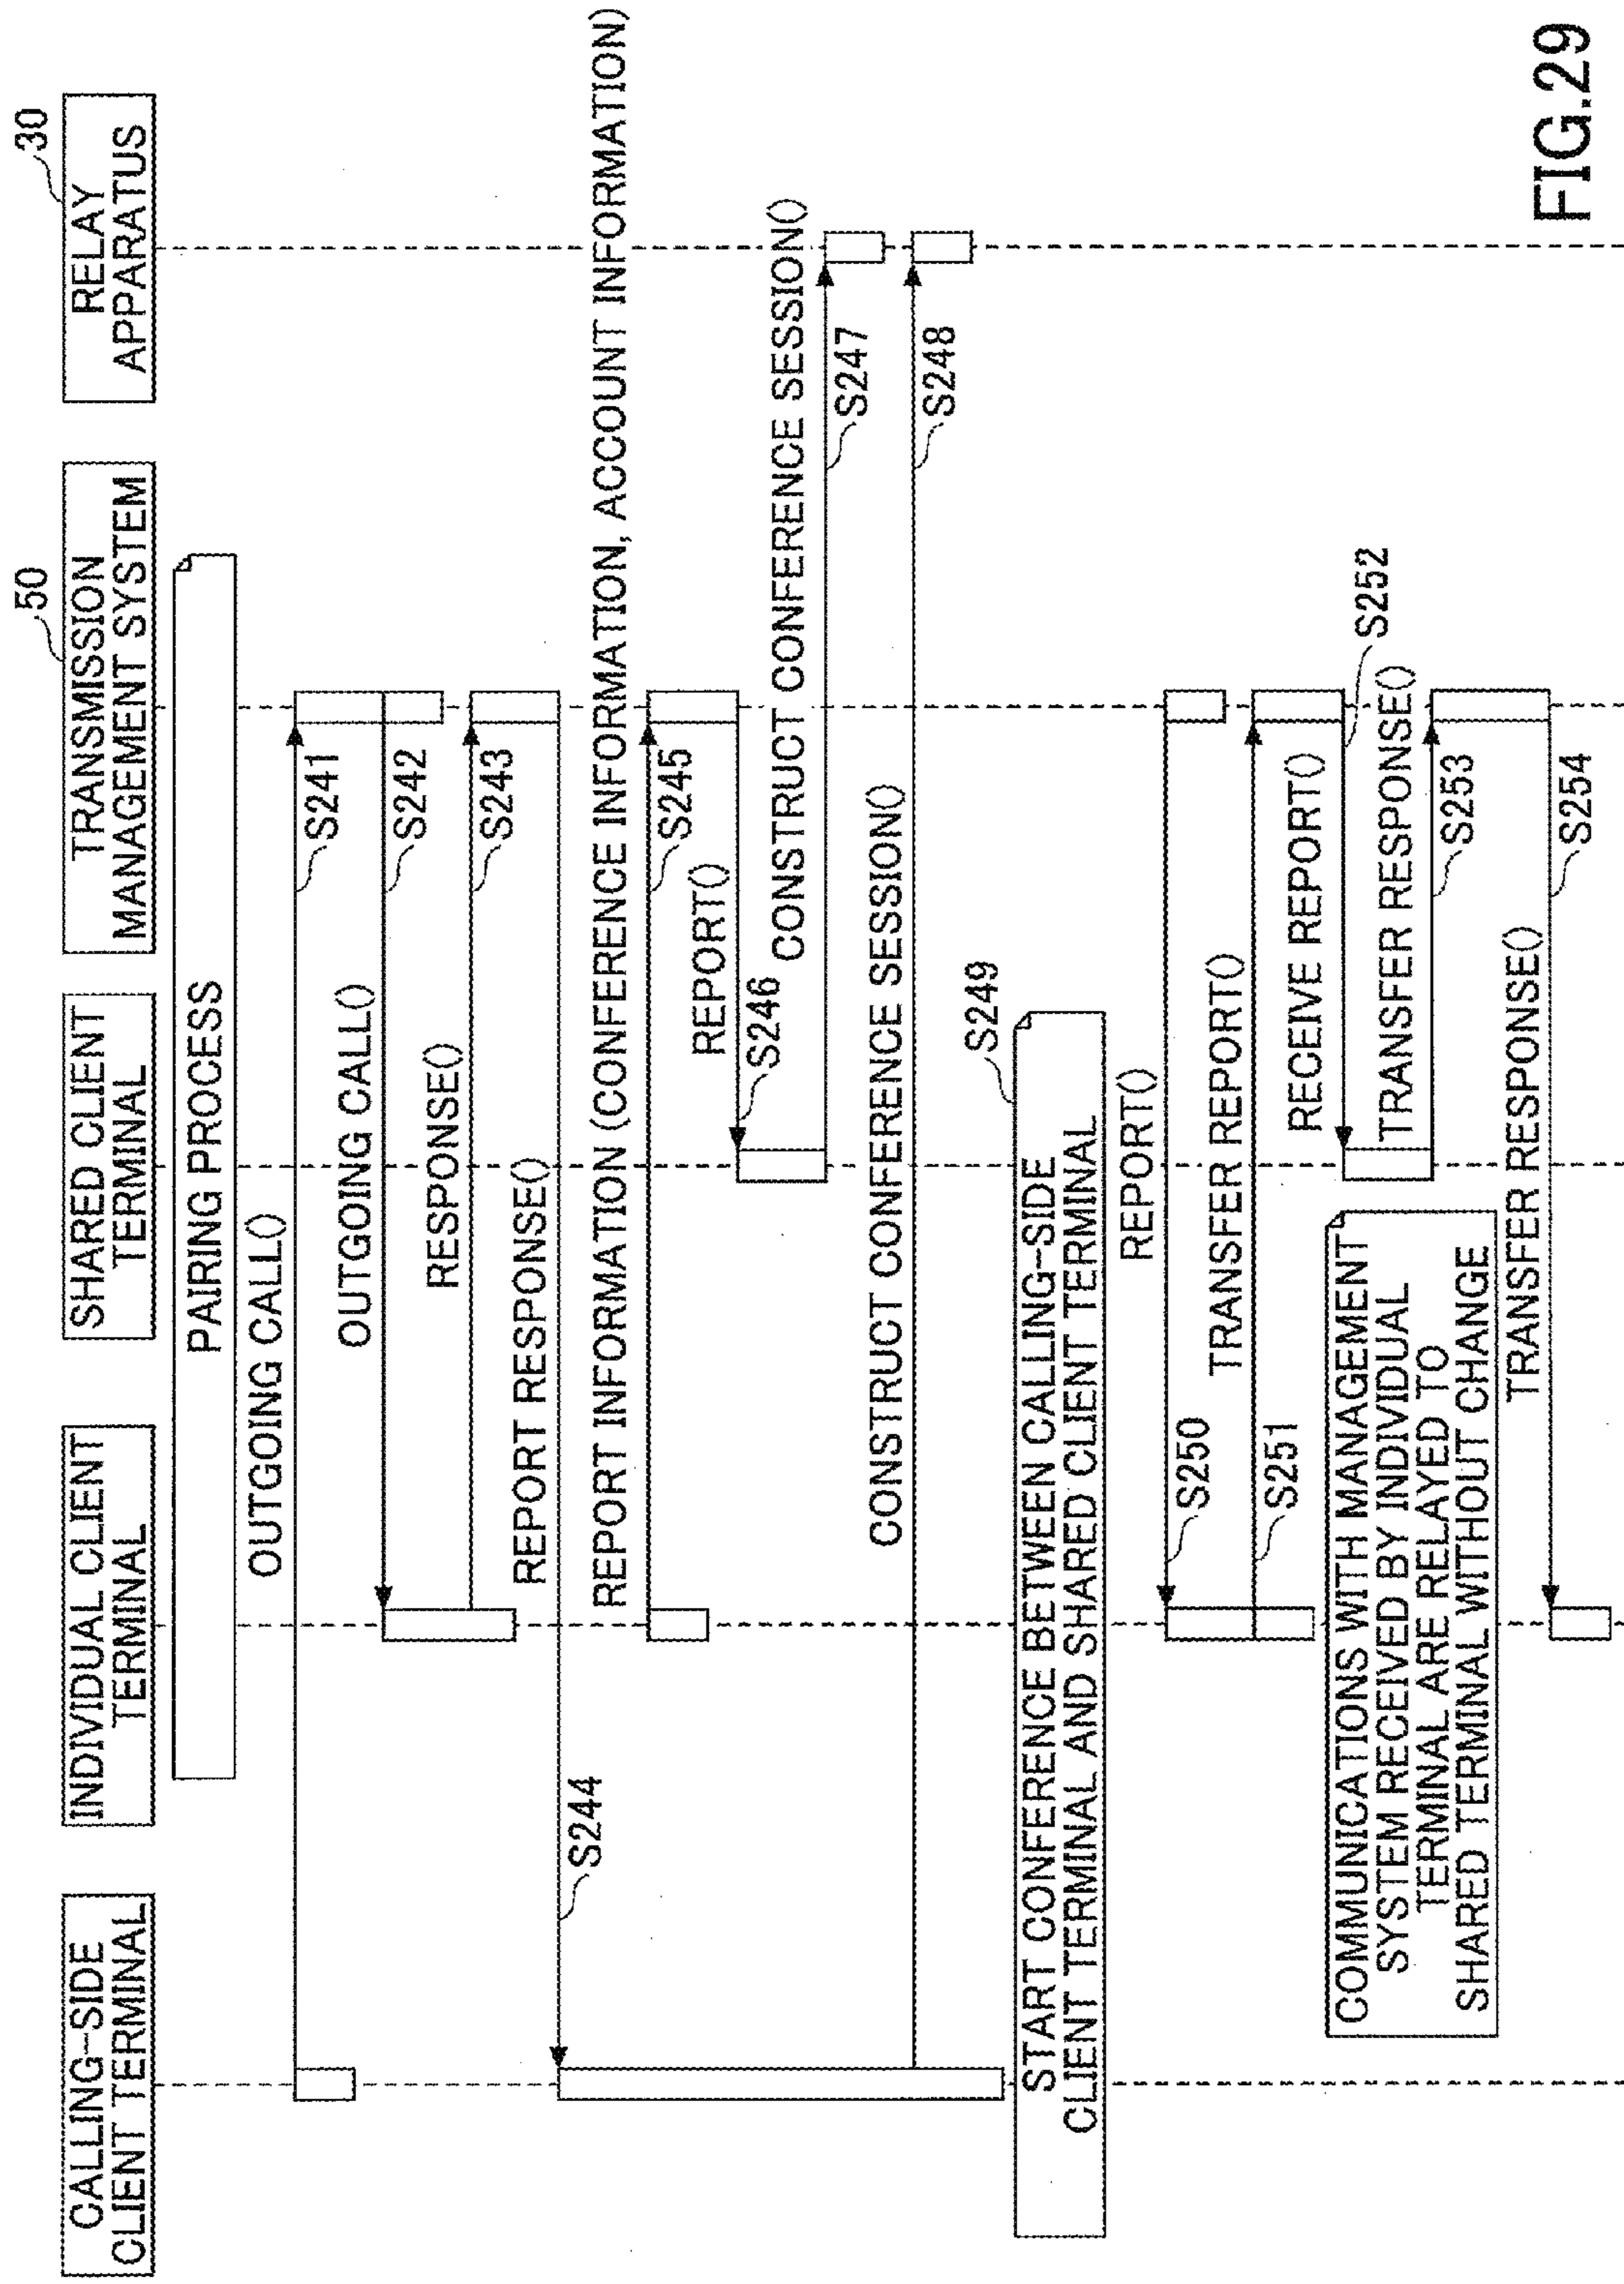 CALLING-SIDE
CLIENT TERMINAL
INDIVIDUAL CLIENT
TERMINAL
SHARED CLIENT
TERMINAL
50
TRANSMISSION
MANAGEMENT SYSTEM
30
RELAY
APPARATUS
PAIRING PROCESS
OUTGOING CALL()
S241
OUTGOING CALL()
S242
RESPONSE()
S243
REPORT RESPONSE()
S244
REPORT INFORMATION (CONFERENCE INFORMATION, ACCOUNT INFORMATION)
S245
REPORT()
S246
CONSTRUCT CONFERENCE SESSION()
S247
CONSTRUCT CONFERENCE SESSION()
S248
S249
START CONFERENCE BETWEEN CALLING-SIDE
CLIENT TERMINAL AND SHARED CLIENT TERMINAL
REPORT()
S250
TRANSFER REPORT()
S251
RECEIVE REPORT()
S252
COMMUNICATIONS WITH MANAGEMENT
SYSTEM RECEIVED BY INDIVIDUAL
TERMINAL ARE RELAYED TO
SHARED TERMINAL WITHOUT CHANGE
TRANSFER RESPONSE()
S253
TRANSFER RESPONSE()
S254
FIG.29